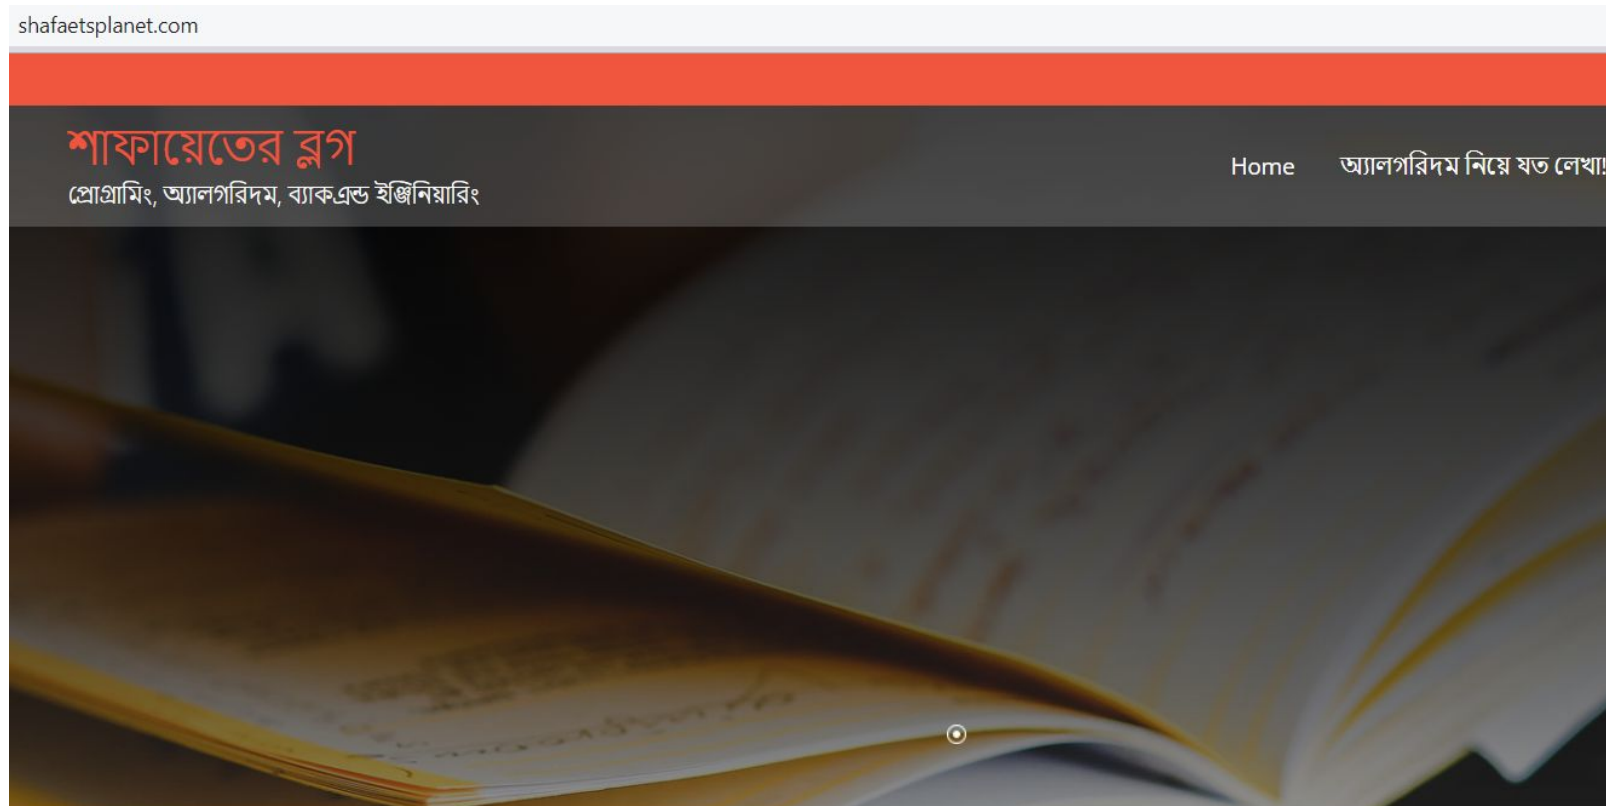 shafaetsplanet.com
শাফায়েতের ব্লগ
প্রোগ্রামিং, অ্যালগরিদম, ব্যাকএন্ড ইঞ্জিনিয়ারিং
Home অ্যালগরিদম নিয়ে যত লেখা!